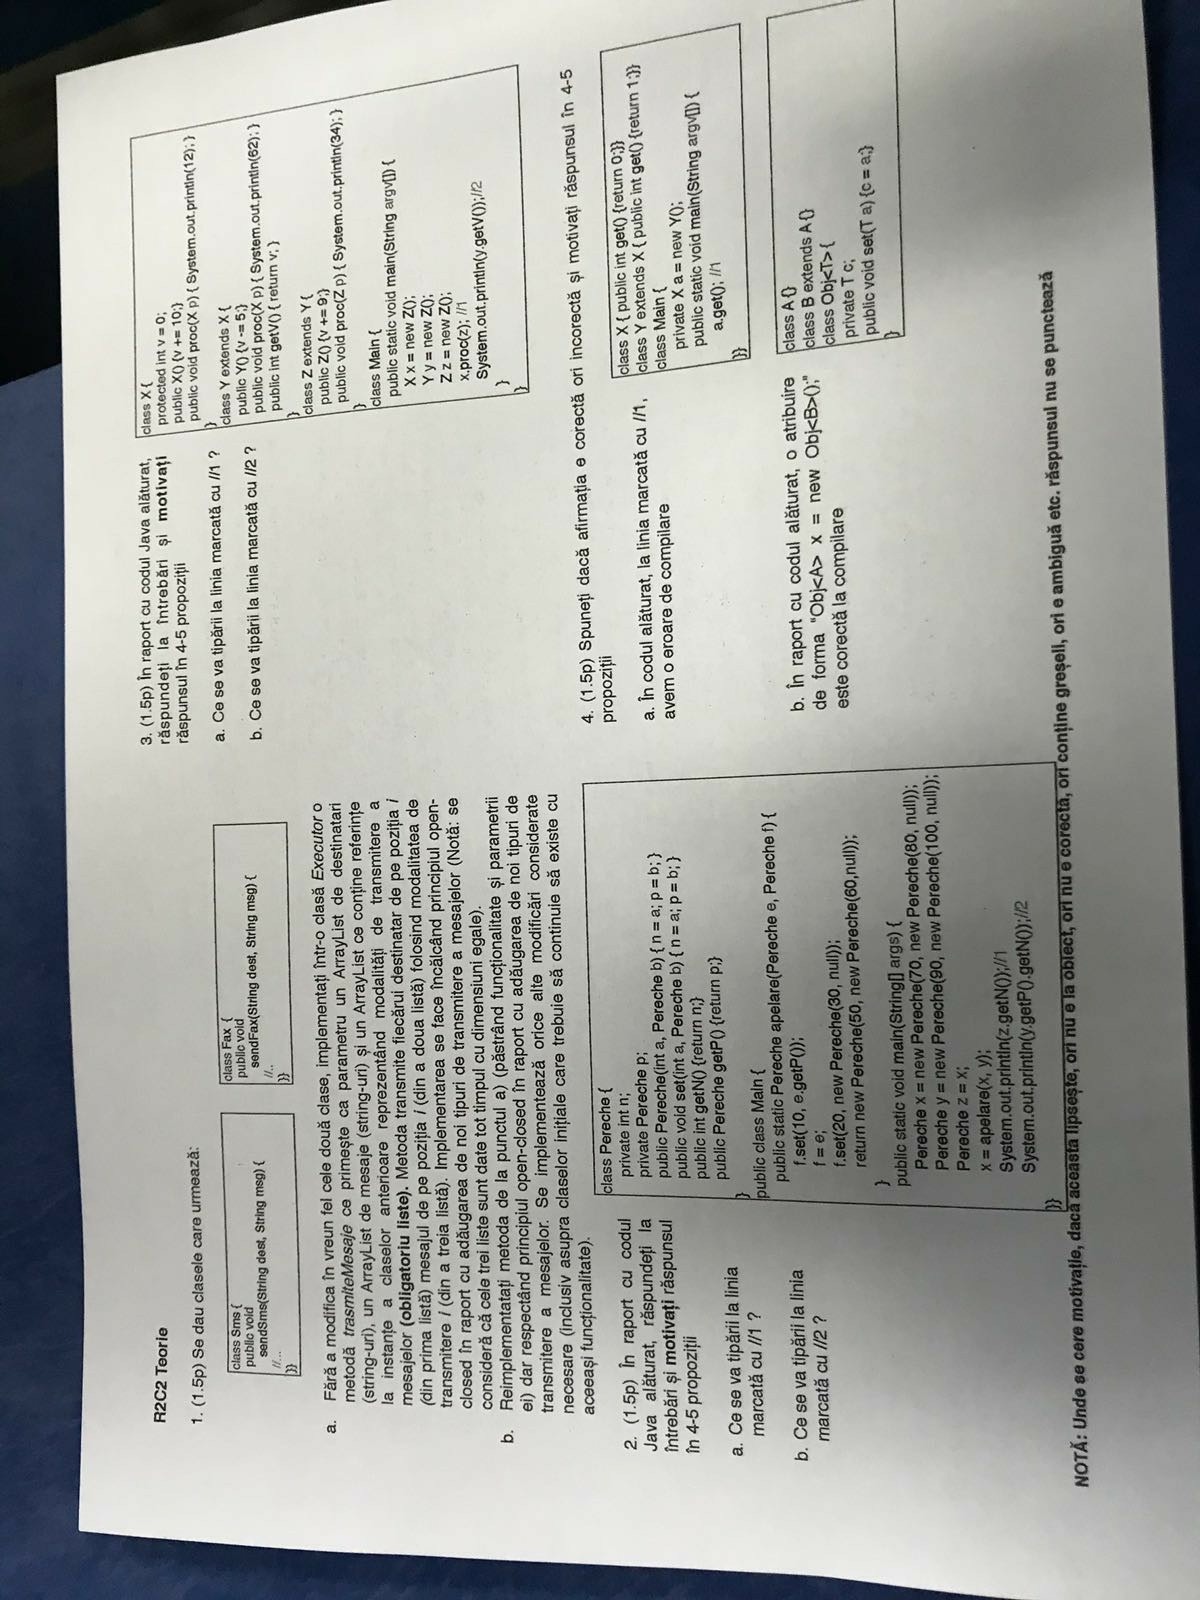 R2C2 Teorie
1. (1.5p) Se dau clasele care urmează:
class Sms {
public void
sendSms(String dest, String msg) {
//...
}}
class Fax {
public void
sendFax(String dest, String msg) {
//..
}}
a. Fără a modifica în vreun fel cele două clase, implementați într-o clasă Executor o
metodă trasmiteMesaje ce primește ca parametru un ArrayList de destinatari
(string-uri), un ArrayList de mesaje (string-uri) și un ArrayList ce conține referințe
la instanțe a claselor anterioare reprezentând modalități de transmitere a
mesajelor (obligatoriu liste). Metoda transmite fiecărui destinatar de pe poziția i
(din prima listă) mesajul de pe poziția i (din a doua listă) folosind modalitatea de
transmitere i (din a treia listă). Implementarea se face încălcând principiul open-
closed în raport cu adăugarea de noi tipuri de transmitere a mesajelor (Notă: se
consideră că cele trei liste sunt date tot timpul cu dimensiuni egale).
b. Reimplementatați metoda de la punctul a) (păstrând funcționalitate și parametrii
ei) dar respectând principiul open-closed în raport cu adăugarea de noi tipuri de
transmitere a mesajelor. Se implementează orice alte modificări considerate
necesare (inclusiv asupra claselor inițiale care trebuie să continuie să existe cu
aceeași funcționalitate).
2. (1.5p) În raport cu codul
Java alăturat, răspundeți la
întrebări și motivați răspunsul
în 4-5 propoziții
a. Ce se va tipării la linia
marcată cu //1 ?
b. Ce se va tipării la linia
marcată cu //2 ?
class Pereche {
private int n;
private Pereche p;
public Pereche(int a, Pereche b) { n = a; p = b; }
public void set(int a, Pereche b) { n = a; p = b; }
public int getN() {return n;}
public Pereche getP() {return p;}
}
public class Main {
public static Pereche apelare(Pereche e, Pereche f) {
f.set(10, e.getP());
f = e;
f.set(20, new Pereche(30, null));
return new Pereche(50, new Pereche(60,null));
}
public static void main(String[] args) {
Pereche x = new Pereche(70, new Pereche(80, null));
Pereche y = new Pereche(90, new Pereche(100, null));
Pereche z = x;
x = apelare(x, y);
System.out.println(z.getN());//1
System.out.println(y.getP().getN());//2
}}
3. (1.5p) În raport cu codul Java alăturat,
răspundeți la întrebări și motivați
răspunsul în 4-5 propoziții
a. Ce se va tipării la linia marcată cu //1 ?
b. Ce se va tipării la linia marcată cu //2 ?
class X {
protected int v = 0;
public X() {v += 10;}
public void proc(X p) { System.out.println(12); }
}
class Y extends X {
public Y() {v -= 5;}
public void proc(X p) { System.out.println(62); }
public int getV() { return v; }
}
class Z extends Y {
public Z() {v += 9;}
public void proc(Z p) { System.out.println(34); }
}
class Main {
public static void main(String argv[]) {
X x = new Z();
Y y = new Z();
Z z = new Z();
x.proc(z); //1
System.out.println(y.getV());//2
}
}
4. (1.5p) Spuneți dacă afirmația e corectă ori incorectă și motivați răspunsul în 4-5
propoziții
a. În codul alăturat, la linia marcată cu //1,
avem o eroare de compilare
class X { public int get() {return 0;}}
class Y extends X { public int get() {return 1;}}
class Main {
private X a = new Y();
public static void main(String argv[]) {
a.get(); //1
}}
b. În raport cu codul alăturat, o atribuire
de forma "Obj<A> x = new Obj<B>();"
este corectă la compilare
class A {}
class B extends A {}
class Obj<T> {
private T c;
public void set(T a) {c = a;}
}
NOTĂ: Unde se cere motivație, dacă aceasta lipsește, ori nu e la obiect, ori nu e corectă, ori conține greșeli, ori e ambiguă etc. răspunsul nu se punctează